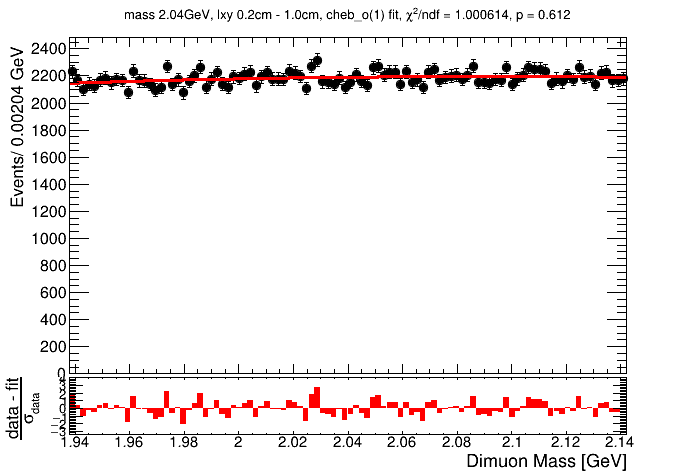 mass 2.04GeV, lxy 0.2cm - 1.0cm, cheb_o(1) fit, χ²/ndf = 1.000614, p = 0.612
Events/ 0.00204 GeV
2400
2200
2000
1800
1600
1400
1200
1000
800
600
400
200
0
data - fit
σdata
1.94 1.96 1.98 2 2.02 2.04 2.06 2.08 2.1 2.12 2.14
Dimuon Mass [GeV]